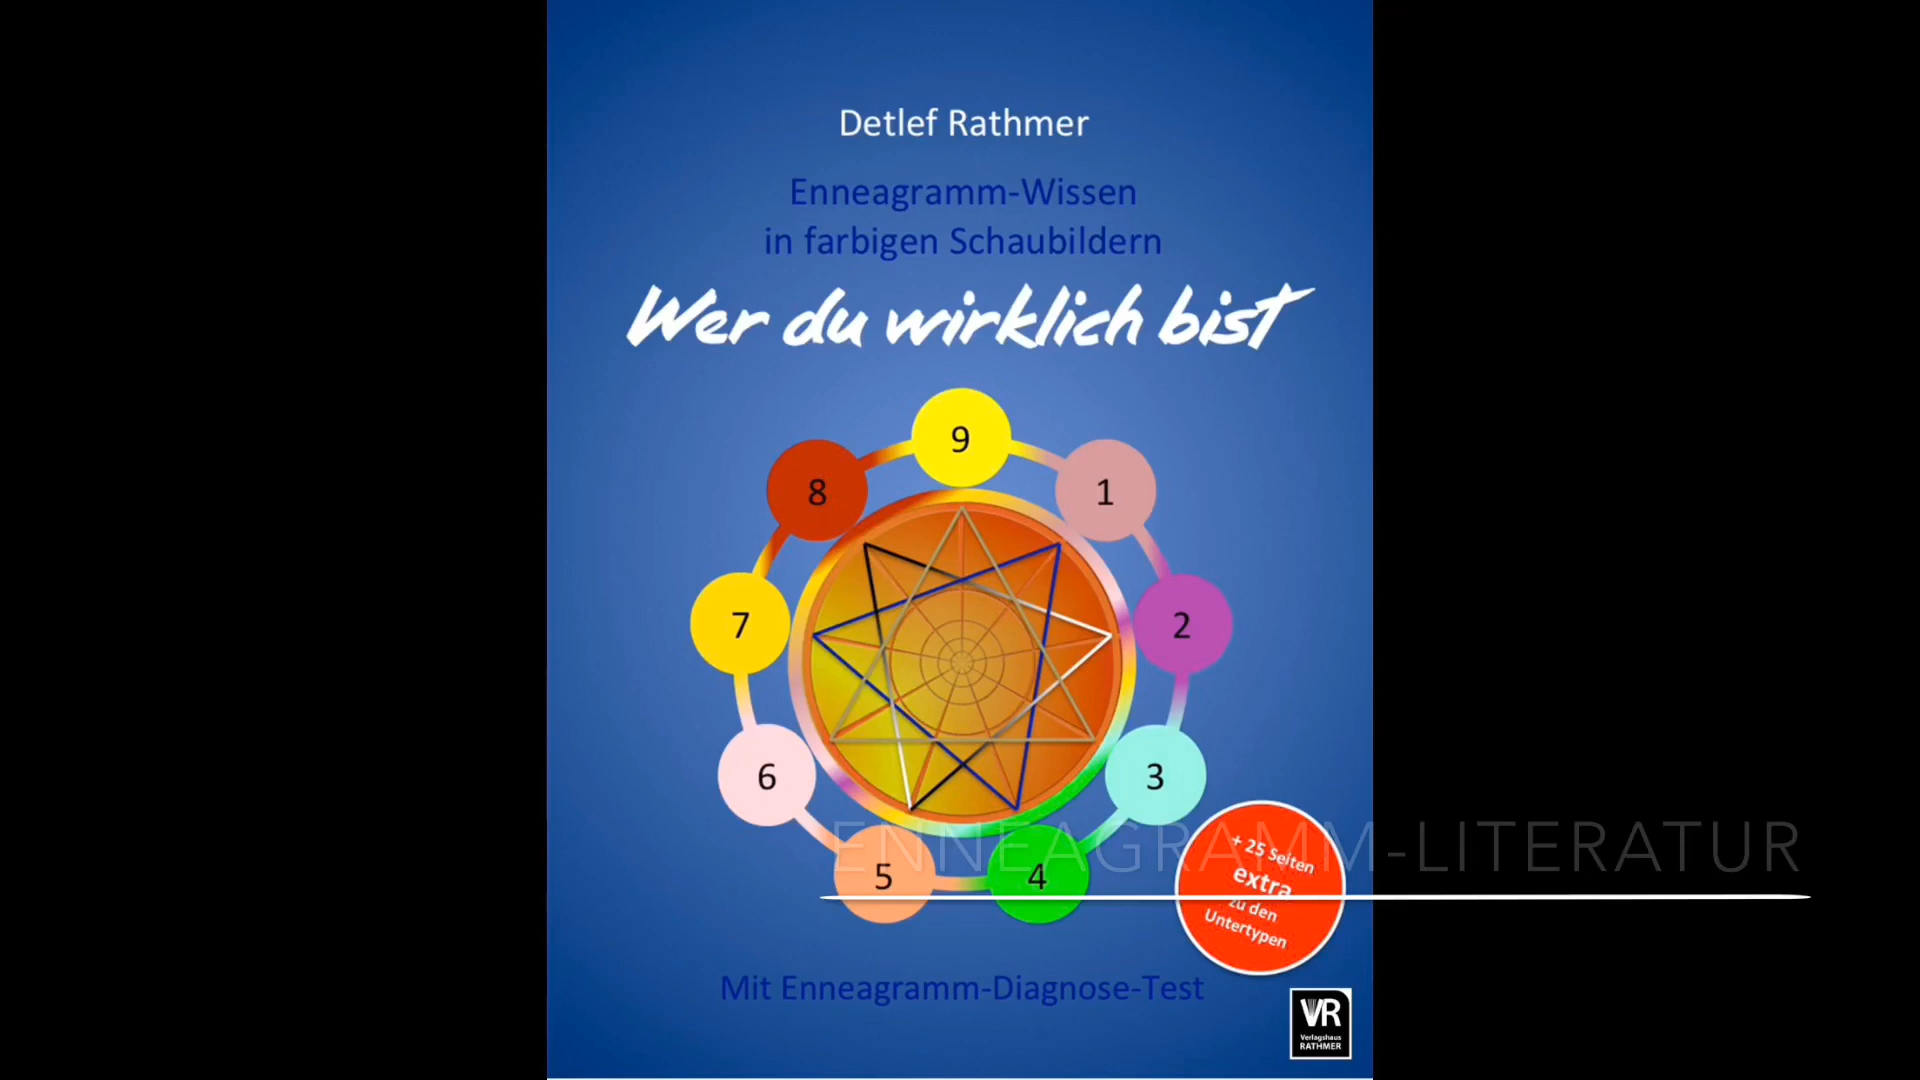 Detlef Rathmer
Enneagramm-Wissen
in farbigen Schaubildern
Wer du wirklich bist
9
8
1
7
2
6
3
5
4
ENNEAGRAMM-LITERATUR
+ 25 Seiten
extra
zu den
Untertypen
Mit Enneagramm-Diagnose-Test
VR
Verlagshaus
RATHMER